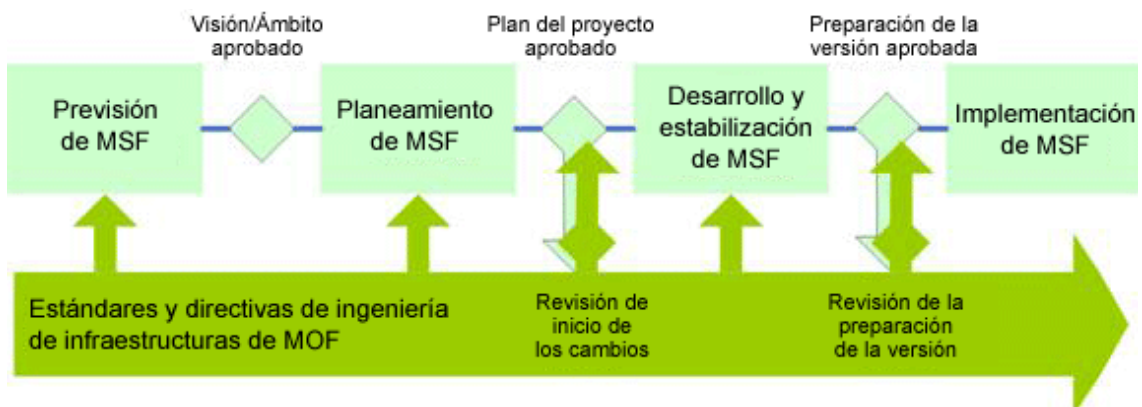 Visión/Ámbito
aprobado
Plan del proyecto
aprobado
Preparación de la
versión aprobada
Previsión
de MSF
Planeamiento
de MSF
Desarrollo y
estabilización
de MSF
Implementación
de MSF
Estándares y directivas de ingeniería
de infraestructuras de MOF
Revisión de
inicio de
los cambios
Revisión de la
preparación
de la versión